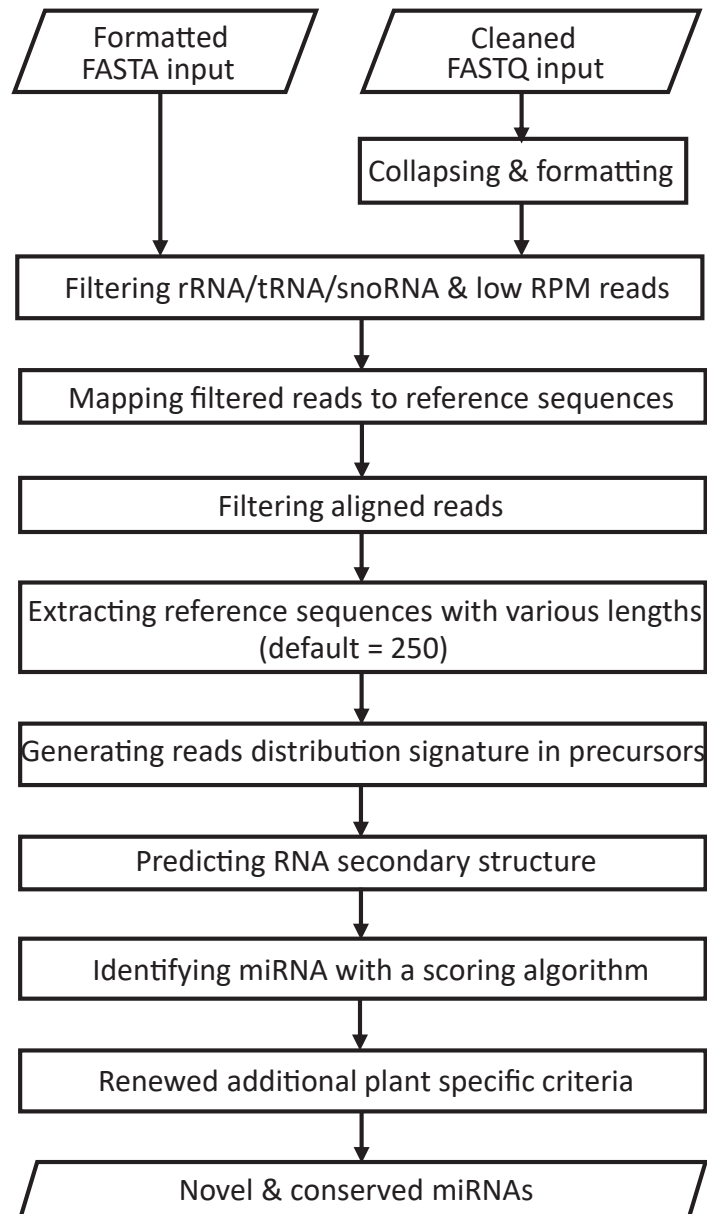 Formatted
FASTA input
Cleaned
FASTQ input
Collapsing & formatting
Filtering rRNA/tRNA/snoRNA & low RPM reads
Mapping filtered reads to reference sequences
Filtering aligned reads
Extracting reference sequences with various lengths
(default = 250)
Generating reads distribution signature in precursors
Predicting RNA secondary structure
Identifying miRNA with a scoring algorithm
Renewed additional plant specific criteria
Novel & conserved miRNAs